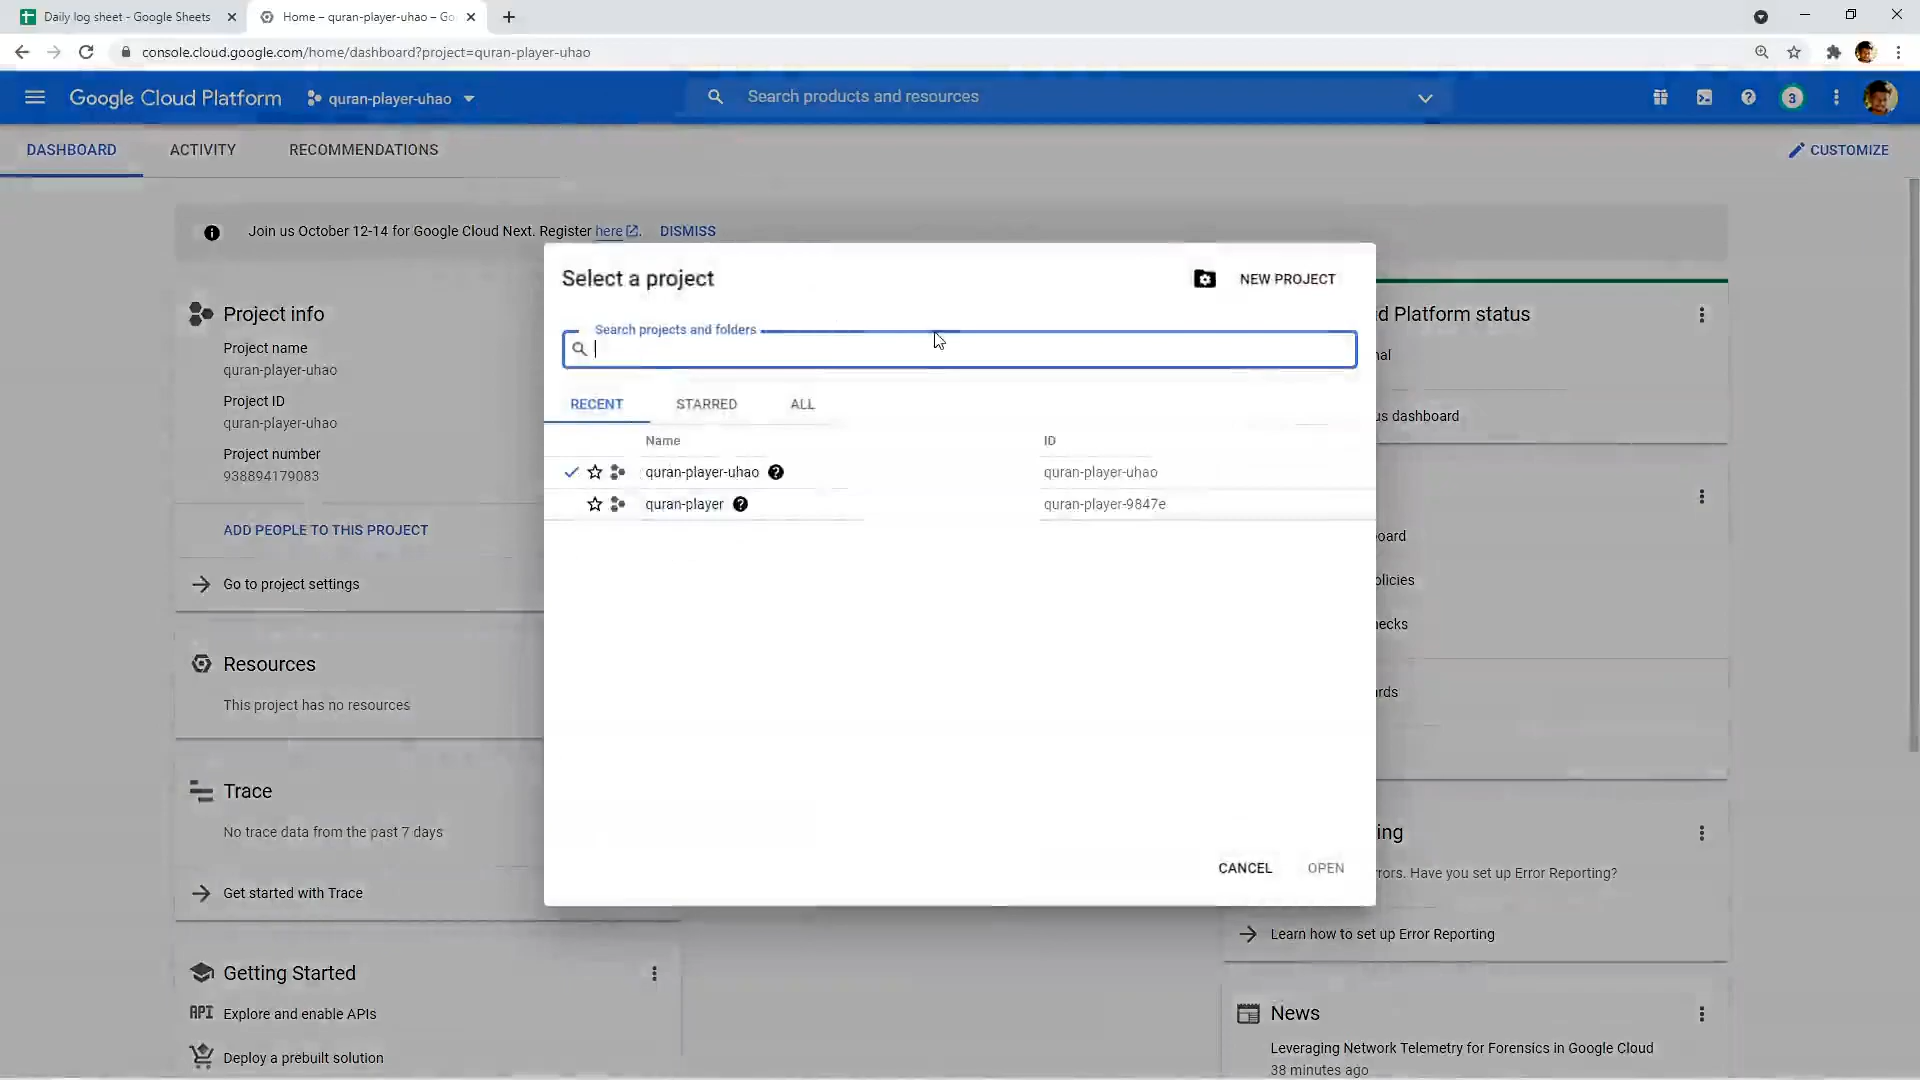 Daily log sheet - Google Sheets
Home – quran-player-uhao – Go
console.cloud.google.com/home/dashboard?project=quran-player-uhao
Google Cloud Platform
quran-player-uhao
Search products and resources
3
DASHBOARD
ACTIVITY
RECOMMENDATIONS
CUSTOMIZE
Join us October 12-14 for Google Cloud Next. Register here.
DISMISS
Project info
Project name
quran-player-uhao
Project ID
quran-player-uhao
Project number
938894179083
ADD PEOPLE TO THIS PROJECT
Go to project settings
Resources
This project has no resources
Trace
No trace data from the past 7 days
Get started with Trace
Getting Started
API Explore and enable APIs
Deploy a prebuilt solution
Select a project
NEW PROJECT
Search projects and folders
RECENT
STARRED
ALL
Name
ID
quran-player-uhao
quran-player-uhao
quran-player
quran-player-9847e
CANCEL
OPEN
d Platform status
nal
us dashboard
oard
olicies
hecks
rds
ing
rors. Have you set up Error Reporting?
Learn how to set up Error Reporting
News
Leveraging Network Telemetry for Forensics in Google Cloud
38 minutes ago